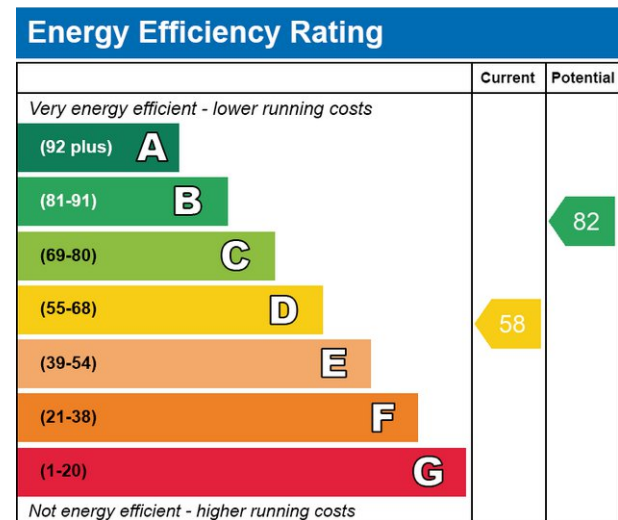 Energy Efficiency Rating
Current Potential
Very energy efficient - lower running costs
(92 plus) A
(81-91) B
82
(69-80) C
(55-68) D
58
(39-54) E
(21-38) F
(1-20) G
Not energy efficient - higher running costs